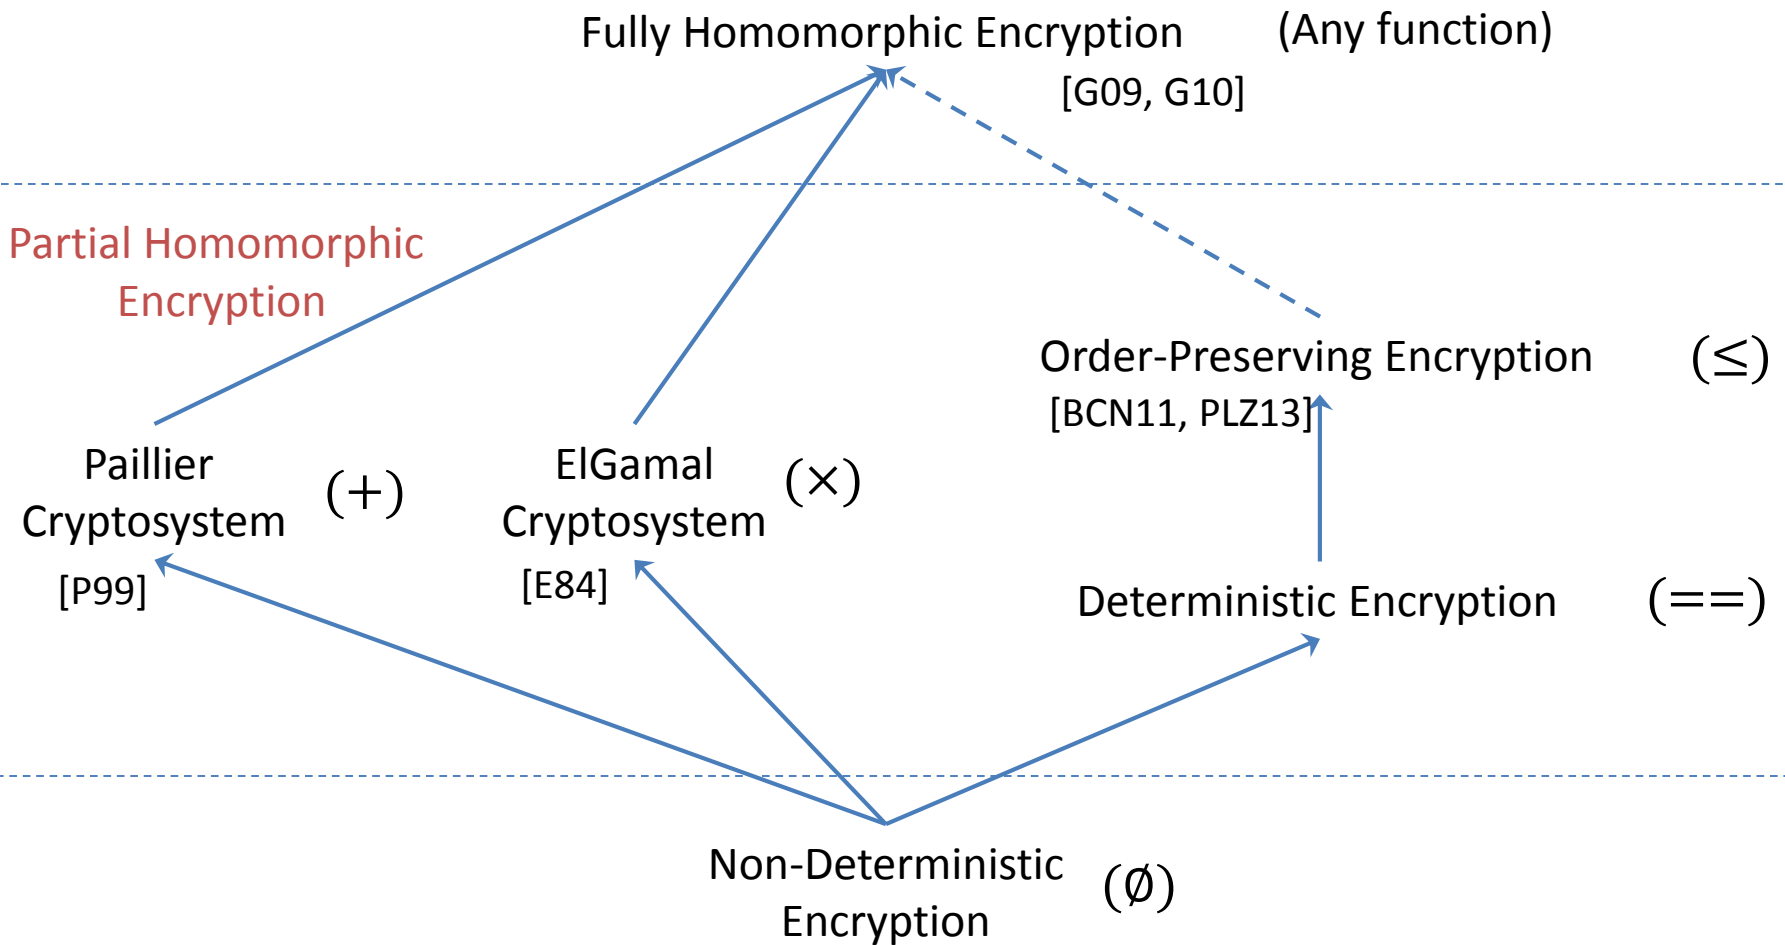 Fully Homomorphic Encryption (Any function)
[G09, G10]
Partial Homomorphic
Encryption
Order-Preserving Encryption (≤)
[BCN11, PLZ13]
Paillier
Cryptosystem (+)
[P99]
ElGamal
Cryptosystem (×)
[E84]
Deterministic Encryption (==)
Non-Deterministic
Encryption (∅)